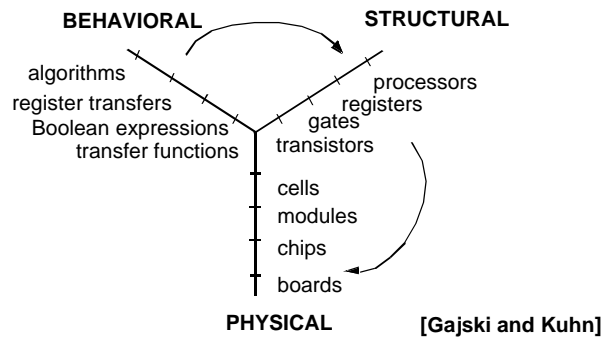 BEHAVIORAL
STRUCTURAL
algorithms
register transfers
Boolean expressions
transfer functions
processors
registers
gates
transistors
cells
modules
chips
boards
PHYSICAL
[Gajski and Kuhn]